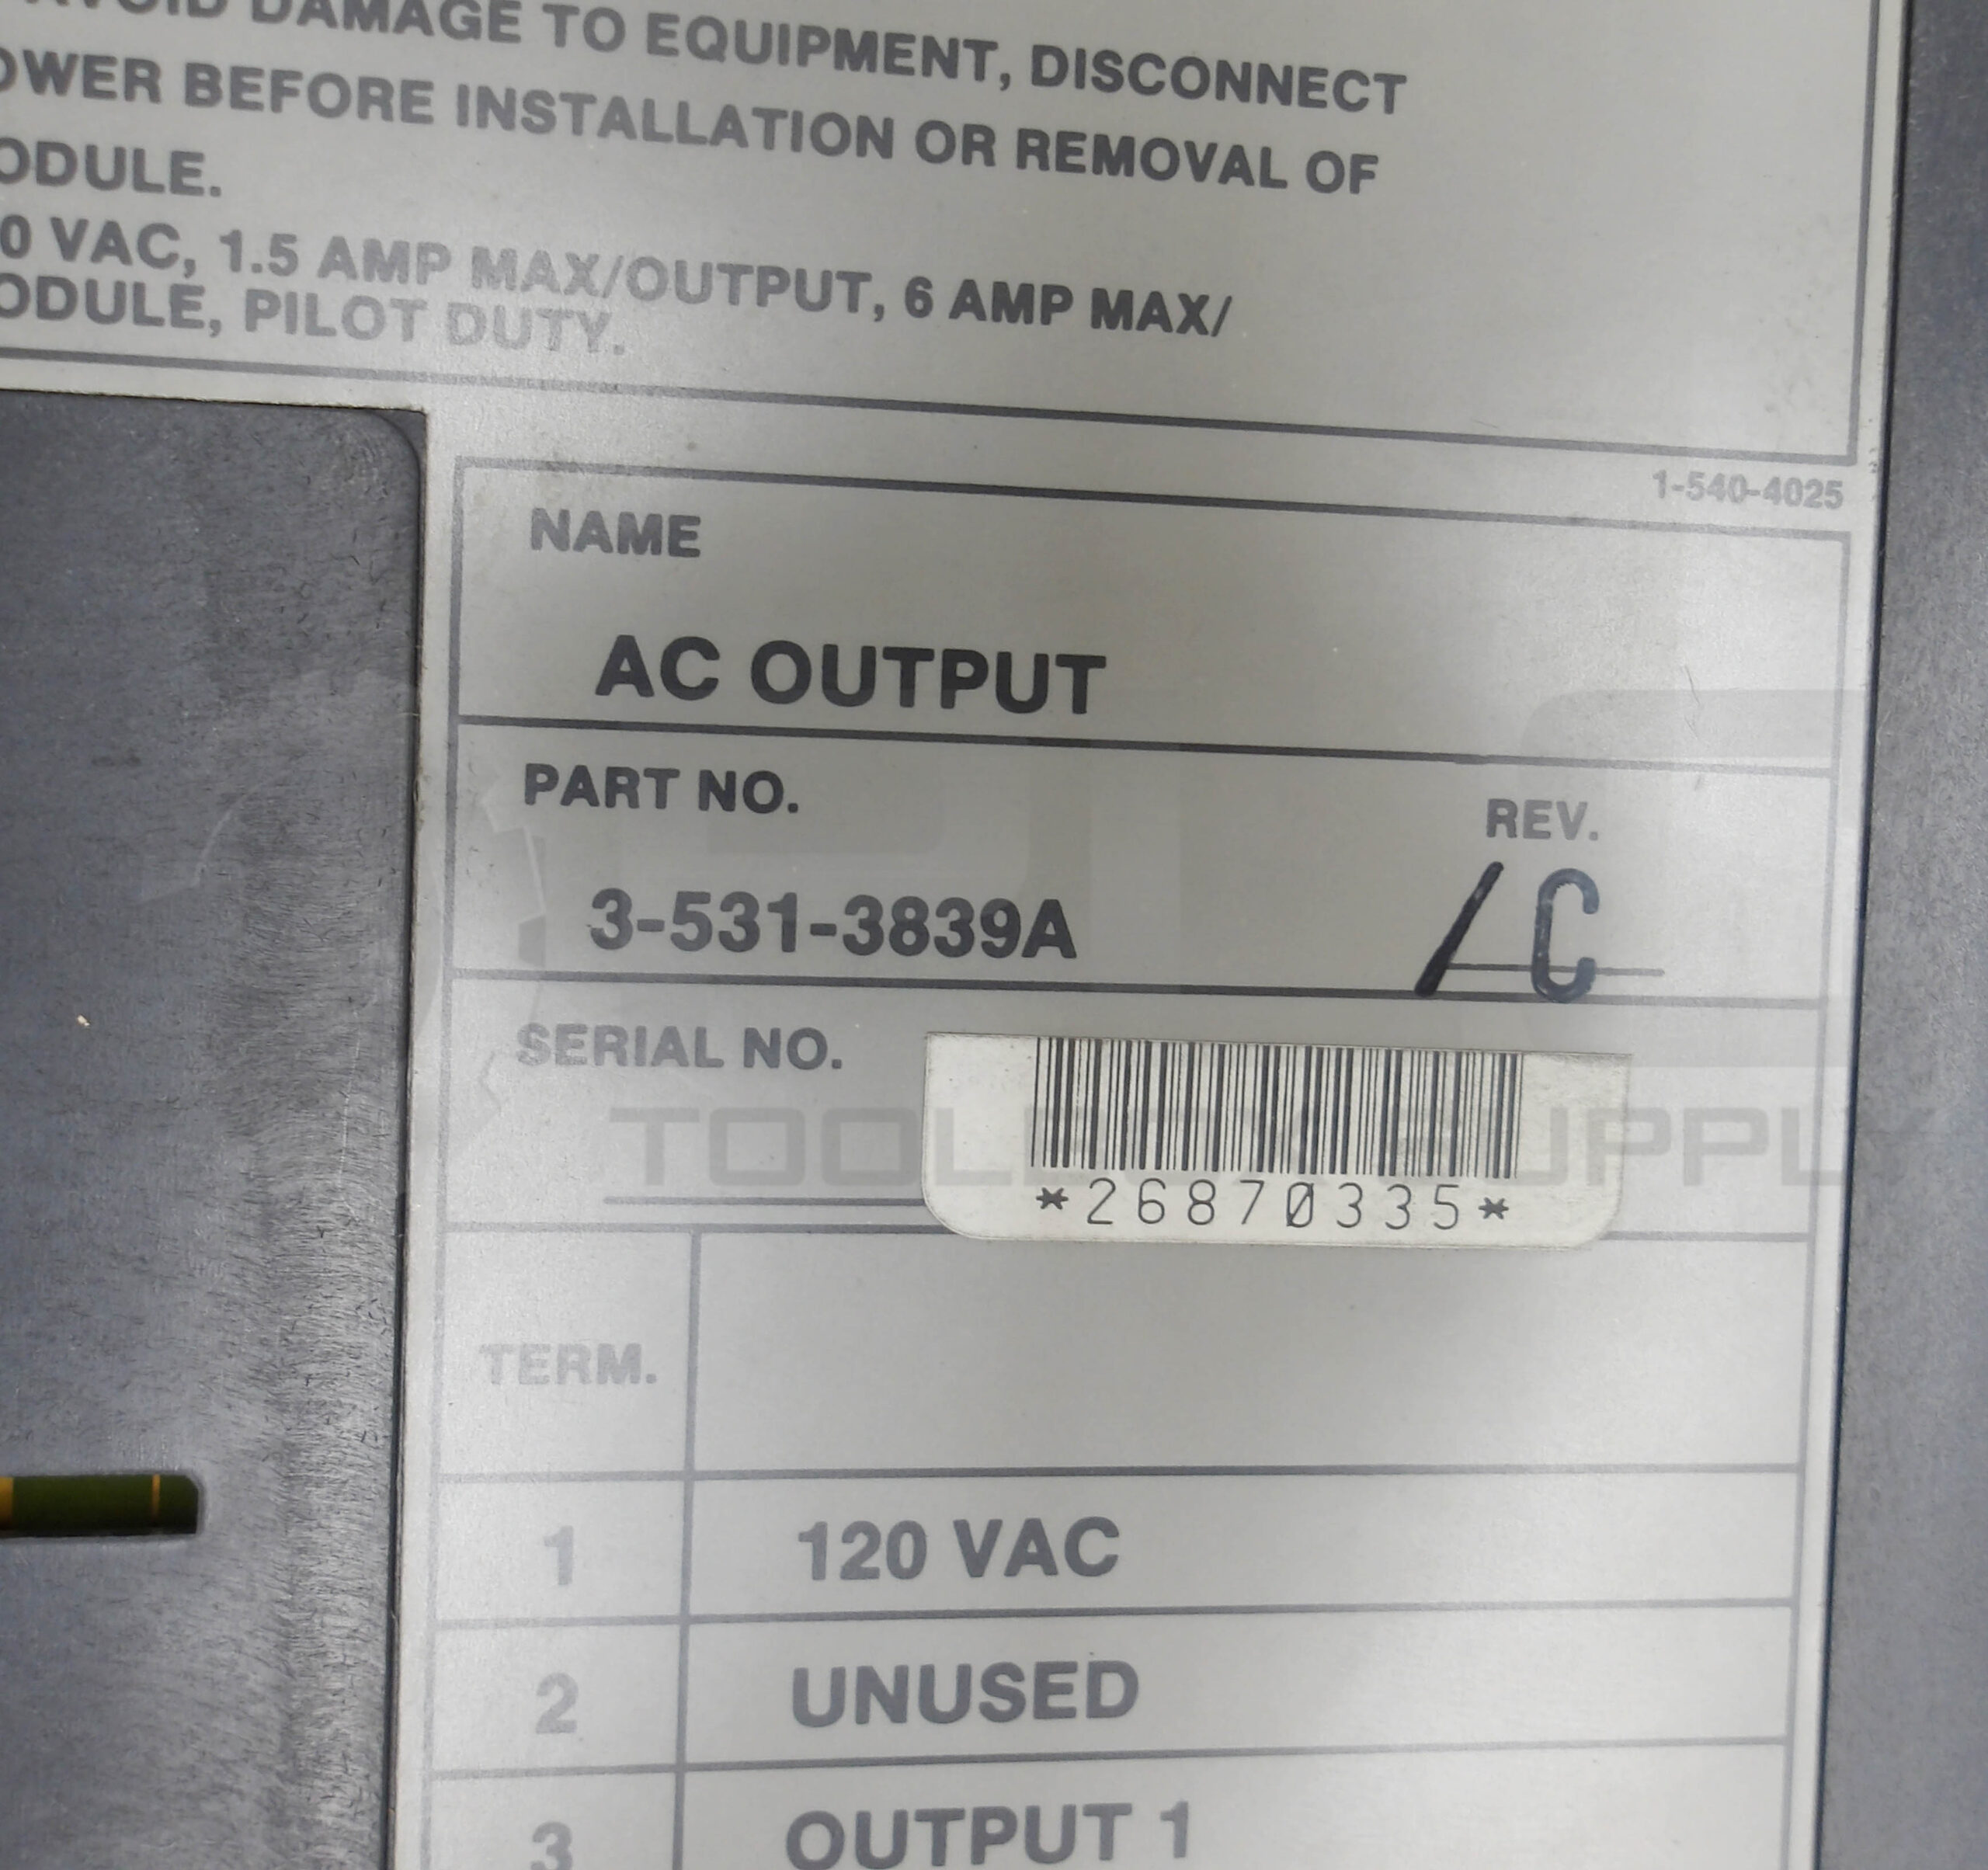 AVOID DAMAGE TO EQUIPMENT, DISCONNECT
OWER BEFORE INSTALLATION OR REMOVAL OF
ODULE.
0 VAC, 1.5 AMP MAX/OUTPUT, 6 AMP MAX/
ODULE, PILOT DUTY.
1-540-4025
NAME
AC OUTPUT
PART NO.
REV.
3-531-3839A
/C
SERIAL NO.
TOOL SUPPLY
*26870335*
TERM.
1 120 VAC
2 UNUSED
3 OUTPUT 1